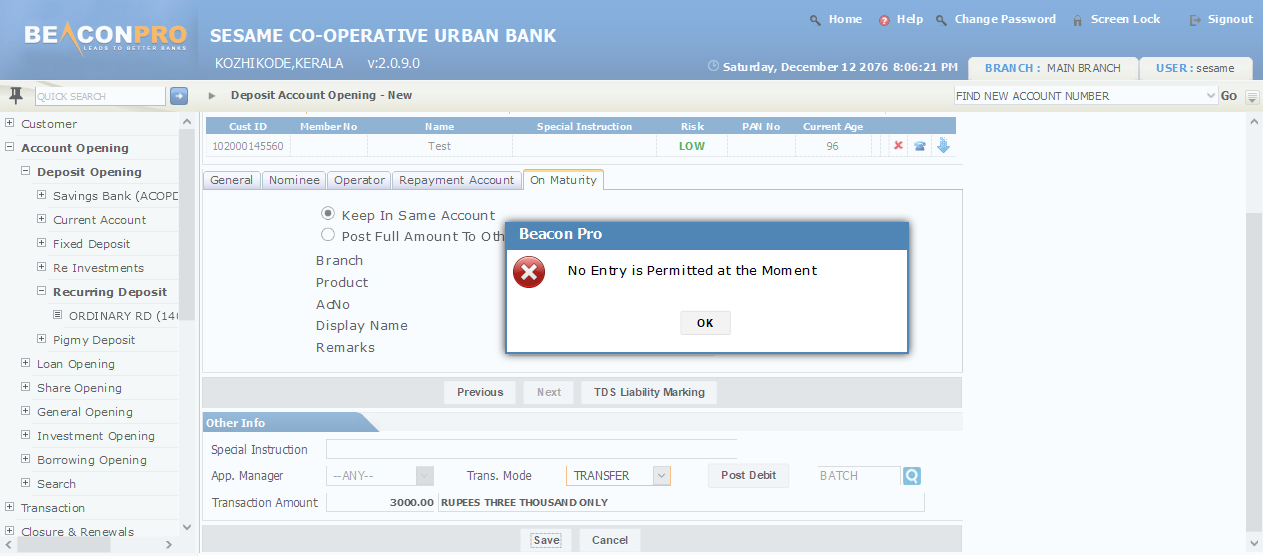 BEACONPRO
LEADS TO BETTER BANKS
SESAME CO-OPERATIVE URBAN BANK
KOZHIKODE,KERALA v:2.0.9.0
Home Help Change Password Screen Lock Signout
Saturday, December 12 2076 8:06:21 PM
BRANCH : MAIN BRANCH USER : sesame
QUICK SEARCH
Deposit Account Opening - New
FIND NEW ACCOUNT NUMBER Go
Customer
Account Opening
Deposit Opening
Savings Bank (ACOPD
Current Account
Fixed Deposit
Re Investments
Recurring Deposit
ORDINARY RD (140
Pigmy Deposit
Loan Opening
Share Opening
General Opening
Investment Opening
Borrowing Opening
Search
Transaction
Closure & Renewals
Cust ID Member No Name Special Instruction Risk PAN No Current Age
102000145560 Test LOW 96
General Nominee Operator Repayment Account On Maturity
Keep In Same Account
Post Full Amount To Oth
Branch
Product
AcNo
Display Name
Remarks
Beacon Pro
No Entry is Permitted at the Moment
OK
Previous Next TDS Liability Marking
Other Info
Special Instruction
App. Manager --ANY-- Trans. Mode TRANSFER Post Debit BATCH
Transaction Amount 3000.00 RUPEES THREE THOUSAND ONLY
Save Cancel